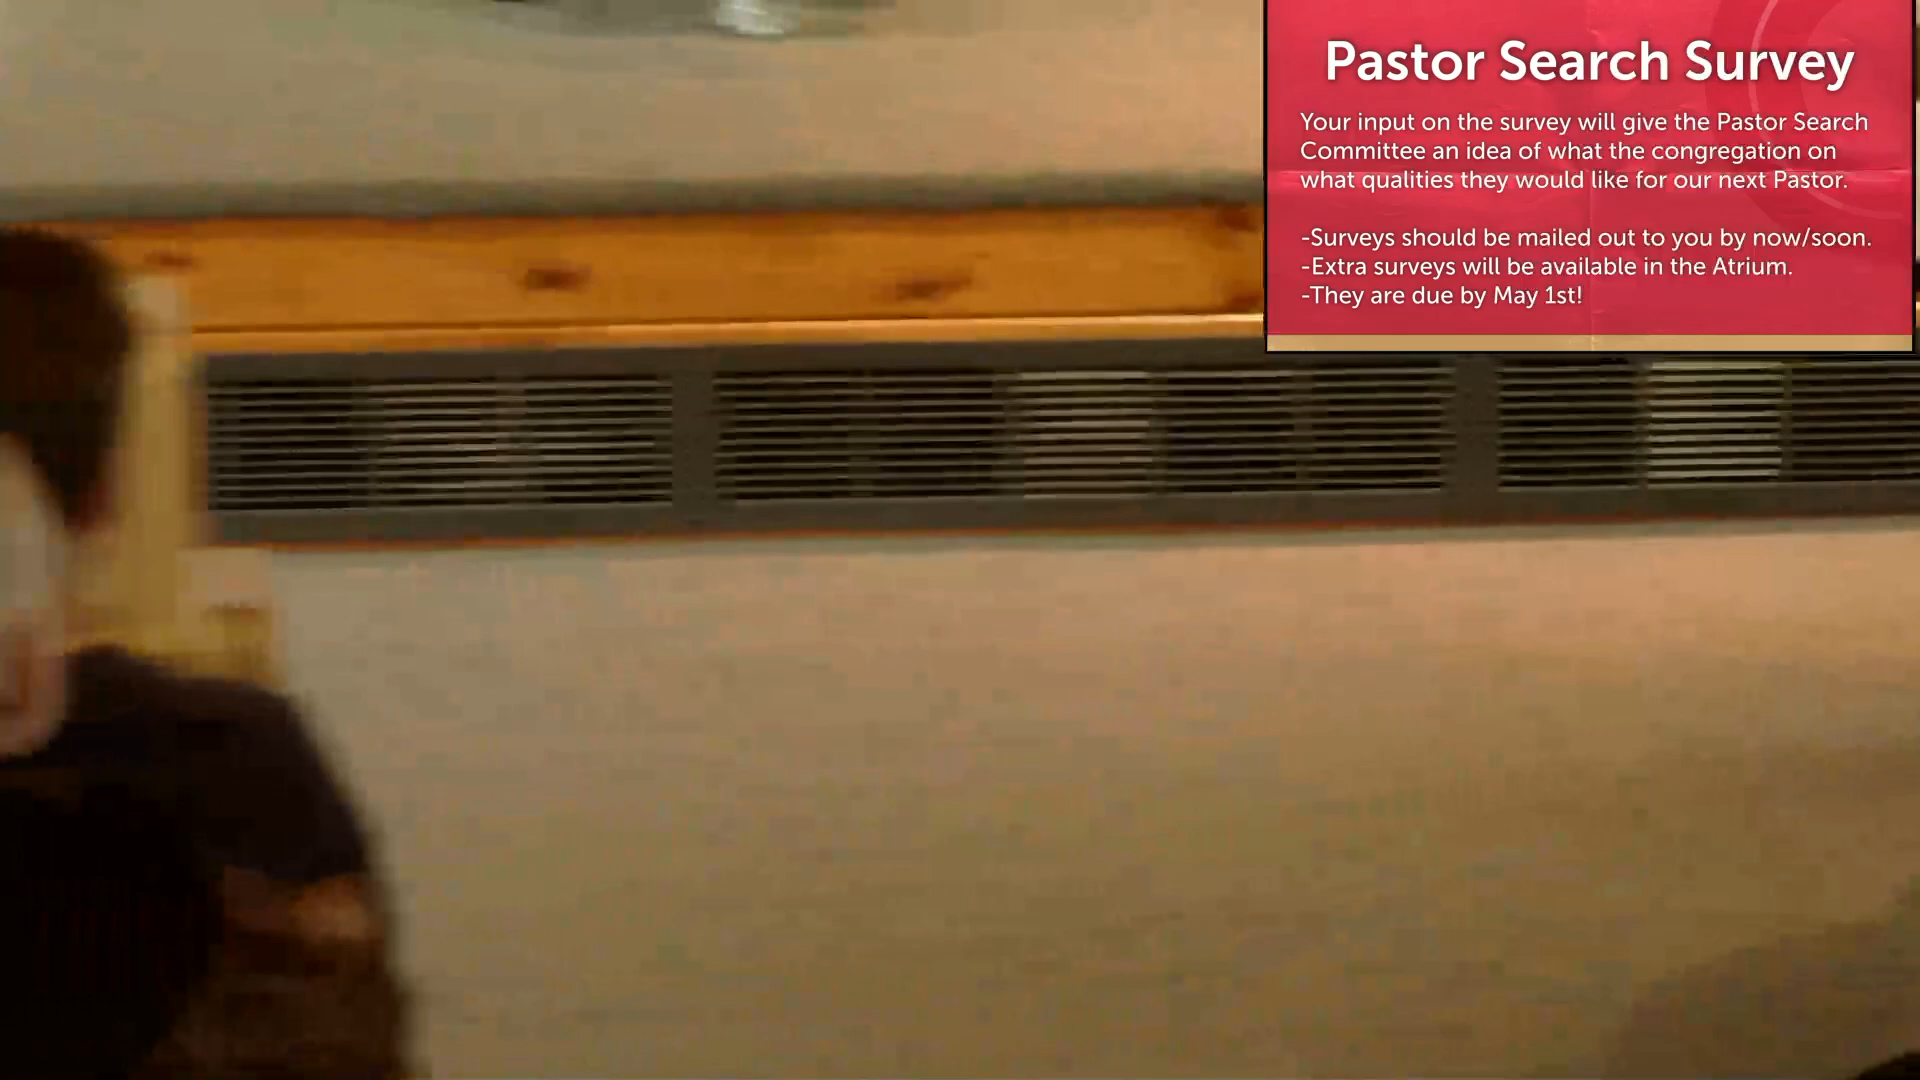 Pastor Search Survey
Your input on the survey will give the Pastor Search
Committee an idea of what the congregation on
what qualities they would like for our next Pastor.
-Surveys should be mailed out to you by now/soon.
-Extra surveys will be available in the Atrium.
-They are due by May 1st!